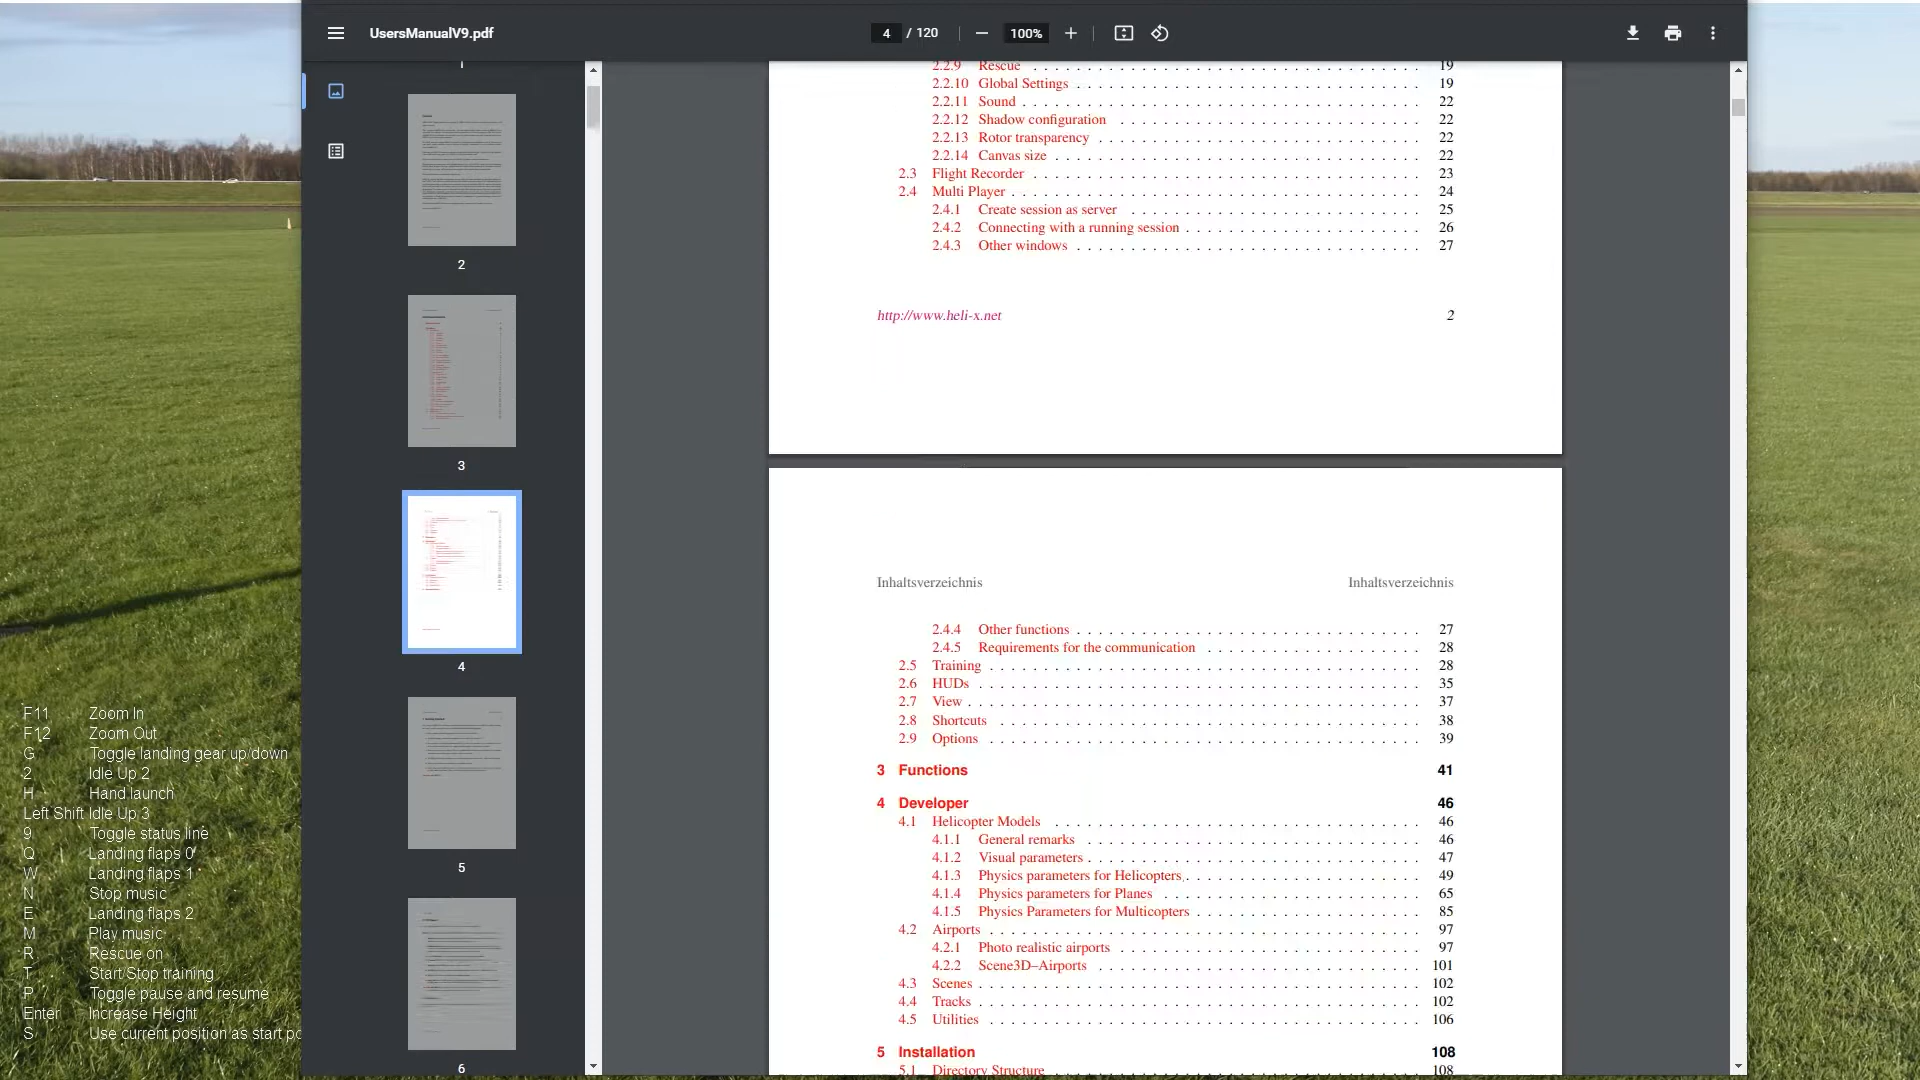 UsersManualV9.pdf
4 / 120
100%
1
2
3
4
5
6
2.2.9 Rescue 19
2.2.10 Global Settings 19
2.2.11 Sound 22
2.2.12 Shadow configuration 22
2.2.13 Rotor transparency 22
2.2.14 Canvas size 22
2.3 Flight Recorder 23
2.4 Multi Player 24
2.4.1 Create session as server 25
2.4.2 Connecting with a running session 26
2.4.3 Other windows 27
http://www.heli-x.net 2
Inhaltsverzeichnis Inhaltsverzeichnis
2.4.4 Other functions 27
2.4.5 Requirements for the communication 28
2.5 Training 28
2.6 HUDs 35
2.7 View 37
2.8 Shortcuts 38
2.9 Options 39
3 Functions 41
4 Developer 46
4.1 Helicopter Models 46
4.1.1 General remarks 46
4.1.2 Visual parameters 47
4.1.3 Physics parameters for Helicopters 49
4.1.4 Physics parameters for Planes 65
4.1.5 Physics Parameters for Multicopters 85
4.2 Airports 97
4.2.1 Photo realistic airports 97
4.2.2 Scene3D–Airports 101
4.3 Scenes 102
4.4 Tracks 102
4.5 Utilities 106
5 Installation 108
5.1 Directory Structure 108
F11 Zoom In
F12 Zoom Out
G Toggle landing gear up/down
2 Idle Up 2
H Hand launch
Left Shift Idle Up 3
9 Toggle status line
Q Landing flaps 0
W Landing flaps 1
N Stop music
E Landing flaps 2
M Play music
R Rescue on
T Start Stop training
P Toggle pause and resume
Enter Increase Height
S Use current position as start po